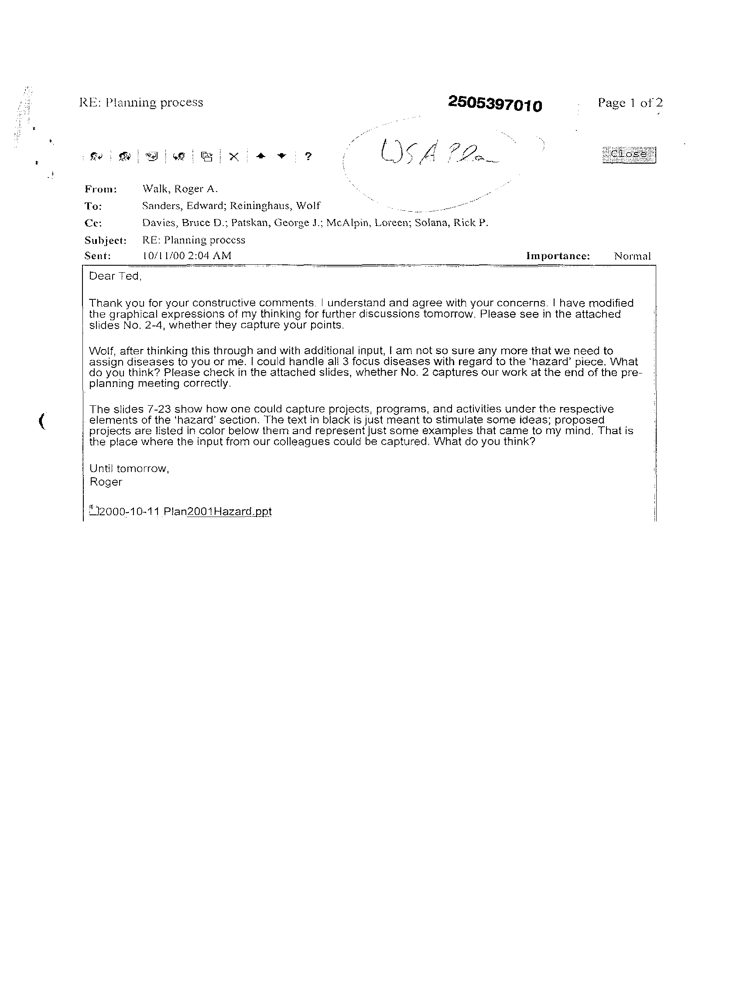 RE: Planning process
2505397010
Page 1 of 2
USA
?
Close
From: Walk, Roger A.
To: Sanders, Edward; Reininghaus, Wolf
Cc: Davies, Bruce D.; Patskan, George J.; McAlpin, Loreen; Solana, Rick P.
Subject: RE: Planning process
Sent: 10/11/00 2:04 AM Importance: Normal
Dear Ted,
Thank you for your constructive comments. I understand and agree with your concerns. I have modified
the graphical expressions of my thinking for further discussions tomorrow. Please see in the attached
slides No. 2-4, whether they capture your points.
Wolf, after thinking this through and with additional input, I am not so sure any more that we need to
assign diseases to you or me. I could handle all 3 focus diseases with regard to the 'hazard' piece. What
do you think? Please check in the attached slides, whether No. 2 captures our work at the end of the pre-
planning meeting correctly.
The slides 7-23 show how one could capture projects, programs, and activities under the respective
elements of the 'hazard' section. The text in black is just meant to stimulate some ideas; proposed
projects are listed in color below them and represent just some examples that came to my mind. That is
the place where the input from our colleagues could be captured. What do you think?
Until tomorrow,
Roger
2000-10-11 Plan2001Hazard.ppt